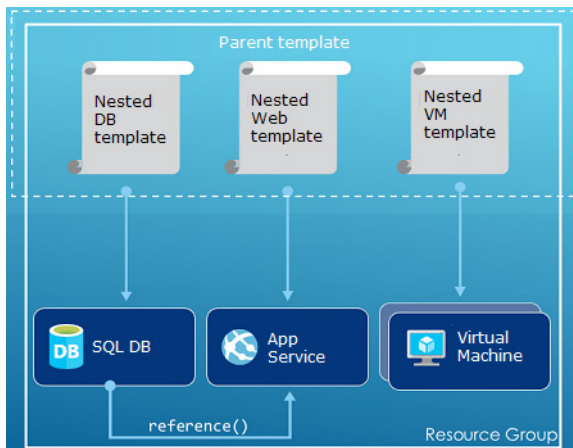 Parent template
Nested
DB
template
Nested
Web
template
Nested
VM
template
DB
SQL DB
App
Service
Virtual
Machine
reference()
Resource Group